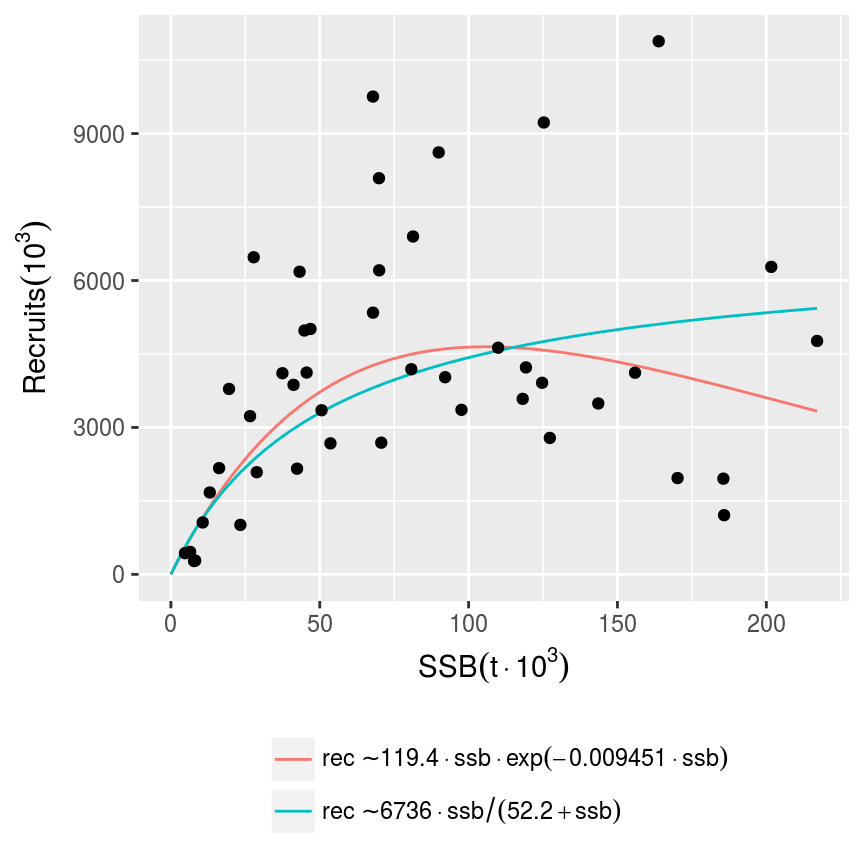 9000
6000
3000
0
Recruits(10³)
0 50 100 150 200
SSB(t · 10³)
rec ~119.4 · ssb · exp(−0.009451 · ssb)
rec ~6736 · ssb/(52.2 + ssb)